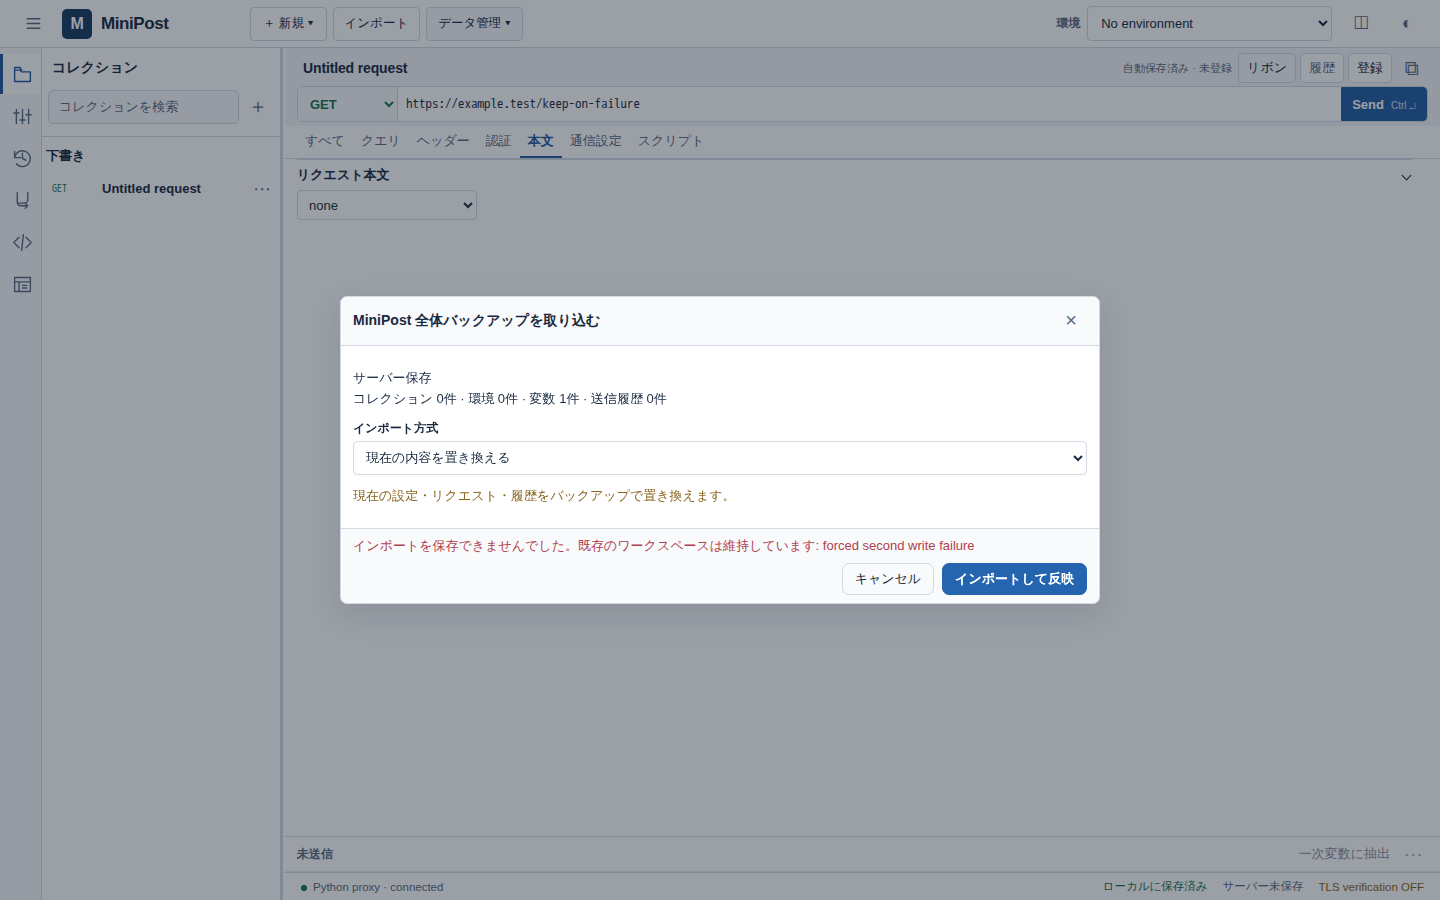 M MiniPost ＋ 新規 ▾ インポート データ管理 ▾ 環境 No environment
コレクション
コレクションを検索 ＋
下書き
GET Untitled request ···
Untitled request 自動保存済み · 未登録 リボン 履歴 登録
GET https://example.test/keep-on-failure Send Ctrl ⏎
すべて クエリ ヘッダー 認証 本文 通信設定 スクリプト
リクエスト本文
none
MiniPost 全体バックアップを取り込む ×
サーバー保存
コレクション 0件 · 環境 0件 · 変数 1件 · 送信履歴 0件
インポート方式
現在の内容を置き換える
現在の設定・リクエスト・履歴をバックアップで置き換えます。
インポートを保存できませんでした。既存のワークスペースは維持しています: forced second write failure
キャンセル インポートして反映
未送信 一次変数に抽出 ···
Python proxy · connected ローカルに保存済み サーバー未保存 TLS verification OFF